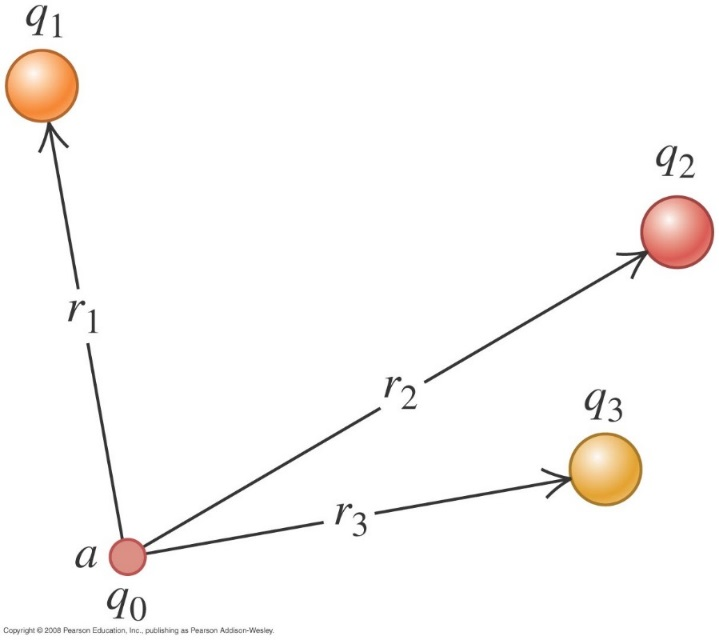 q₁
q₂
r₁
r₂
q₃
r₃
a
q₀
Copyright © 2008 Pearson Education, Inc., publishing as Pearson Addison-Wesley.